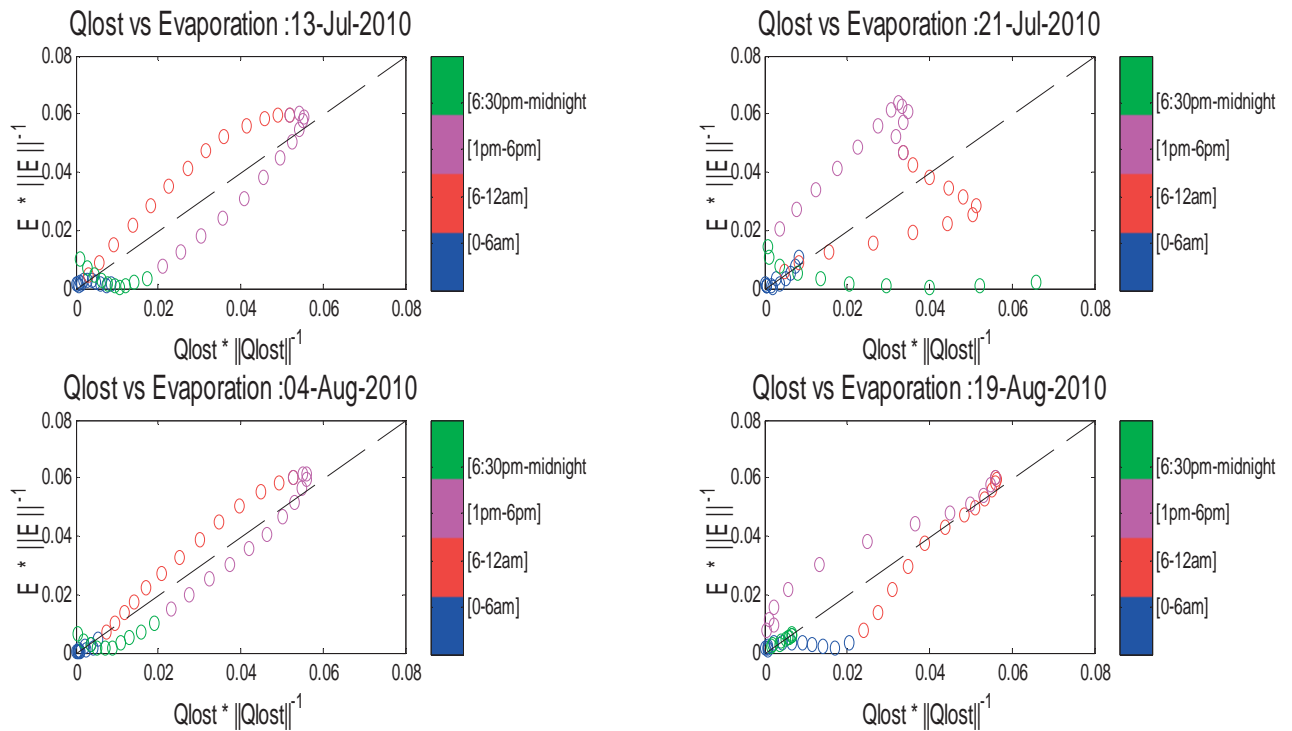 Qlost vs Evaporation :13-Jul-2010
0.08
0.06
0.04
0.02
0
E * ||E ||-1
0 0.02 0.04 0.06 0.08
Qlost * ||Qlost||-1
[6:30pm-midnight
[1pm-6pm]
[6-12am]
[0-6am]
Qlost vs Evaporation :21-Jul-2010
0.08
0.06
0.04
0.02
0
E * ||E ||-1
0 0.02 0.04 0.06 0.08
Qlost * ||Qlost||-1
[6:30pm-midnight
[1pm-6pm]
[6-12am]
[0-6am]
Qlost vs Evaporation :04-Aug-2010
0.08
0.06
0.04
0.02
0
E * ||E ||-1
0 0.02 0.04 0.06 0.08
Qlost * ||Qlost||-1
[6:30pm-midnight
[1pm-6pm]
[6-12am]
[0-6am]
Qlost vs Evaporation :19-Aug-2010
0.08
0.06
0.04
0.02
0
E * ||E ||-1
0 0.02 0.04 0.06 0.08
Qlost * ||Qlost||-1
[6:30pm-midnight
[1pm-6pm]
[6-12am]
[0-6am]